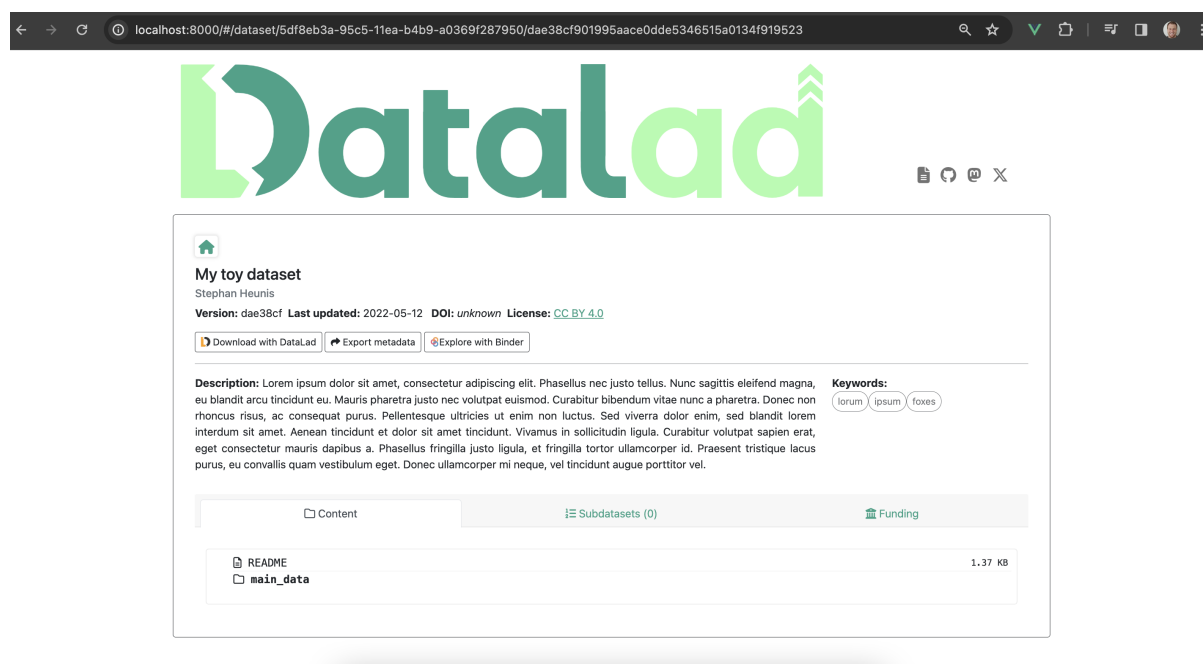 localhost:8000/#/dataset/5df8eb3a-95c5-11ea-b4b9-a0369f287950/dae38cf901995aace0dde5346515a0134f919523
Datalad
My toy dataset
Stephan Heunis
Version: dae38cf Last updated: 2022-05-12 DOI: unknown License: CC BY 4.0
Download with DataLad Export metadata Explore with Binder
Description: Lorem ipsum dolor sit amet, consectetur adipiscing elit. Phasellus nec justo tellus. Nunc sagittis eleifend magna,
eu blandit arcu tincidunt eu. Mauris pharetra justo nec volutpat euismod. Curabitur bibendum vitae nunc a pharetra. Donec non
rhoncus risus, ac consequat purus. Pellentesque ultricies ut enim non luctus. Sed viverra dolor enim, sed blandit lorem
interdum sit amet. Aenean tincidunt et dolor sit amet tincidunt. Vivamus in sollicitudin ligula. Curabitur volutpat sapien erat,
eget consectetur mauris dapibus a. Phasellus fringilla justo ligula, et fringilla tortor ullamcorper id. Praesent tristique lacus
purus, eu convallis quam vestibulum eget. Donec ullamcorper mi neque, vel tincidunt augue porttitor vel.
Keywords:
lorum ipsum foxes
Content Subdatasets (0) Funding
README 1.37 KB
main_data